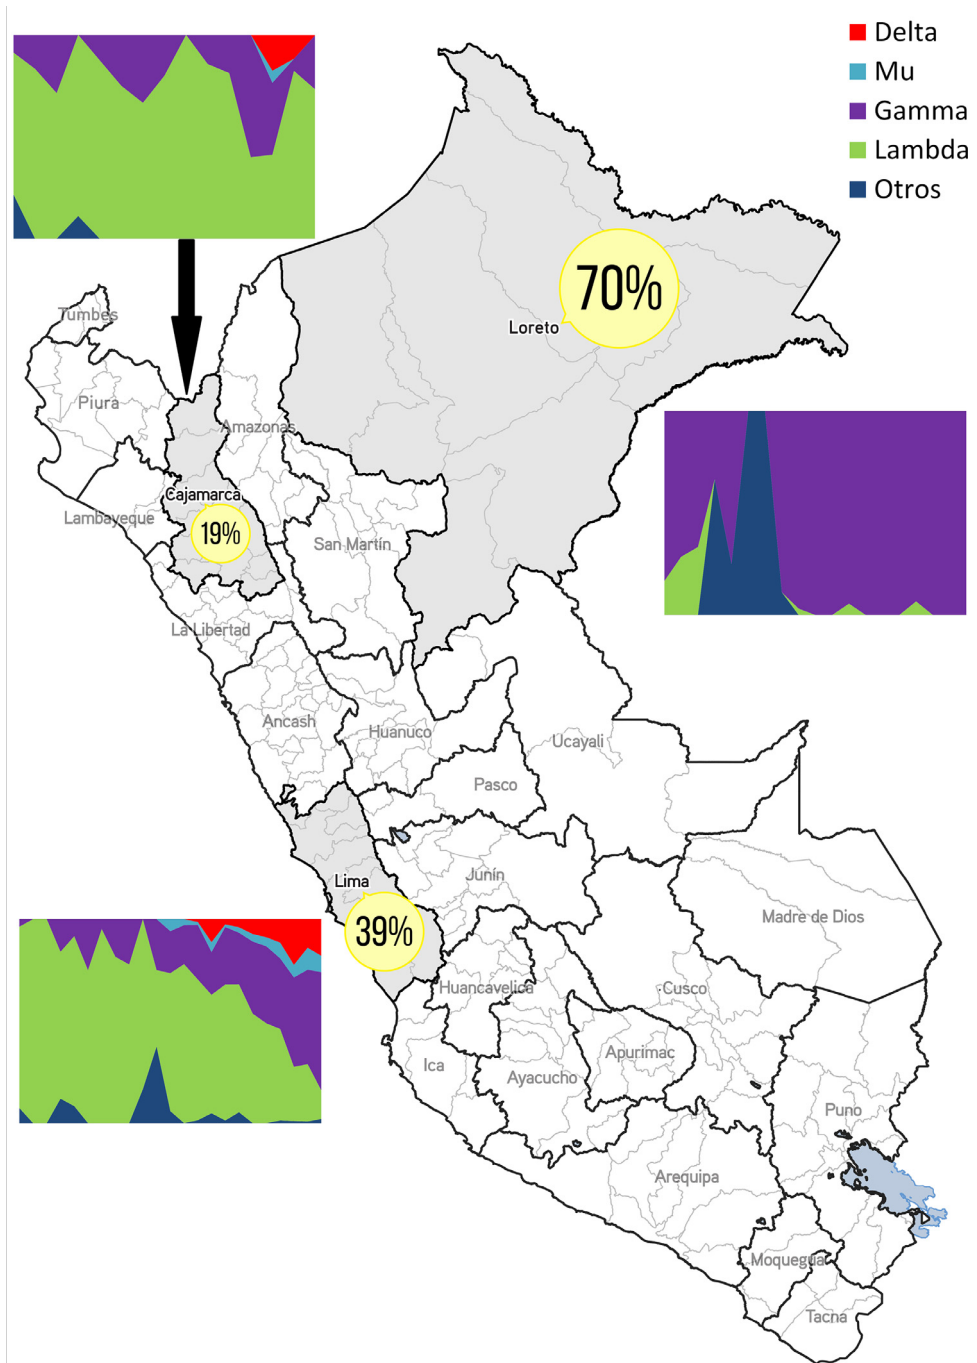 Delta
Mu
Gamma
Lambda
Otros
70%
Loreto
Tumbes
Piura
Amazonas
Cajamarca
Lambayeque
19%
San Martín
La Libertad
Ancash
Huanuco
Ucayali
Pasco
Lima
Junín
39%
Madre de Dios
Huancavelica
Cusco
Ica
Ayacucho
Apurimac
Puno
Arequipa
Moquegua
Tacna